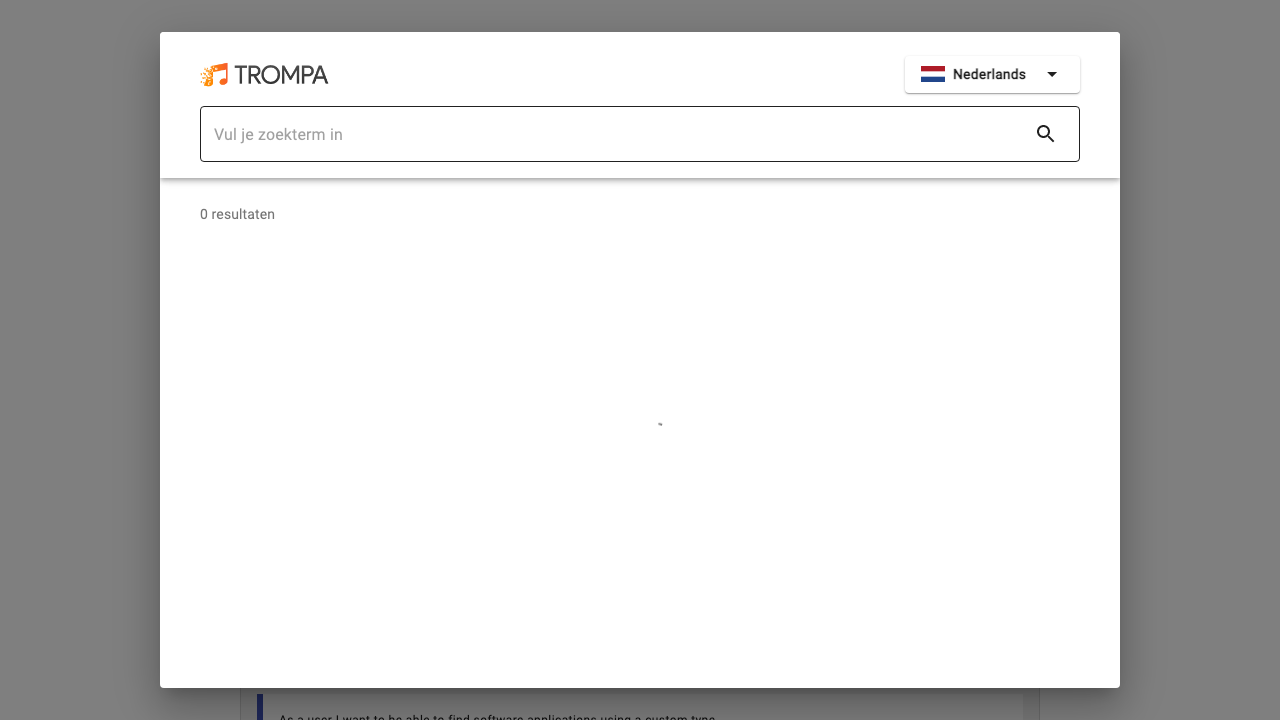 TROMPA
Nederlands
Vul je zoekterm in
0 resultaten
As a user I want to be able to find software applications using a custom type